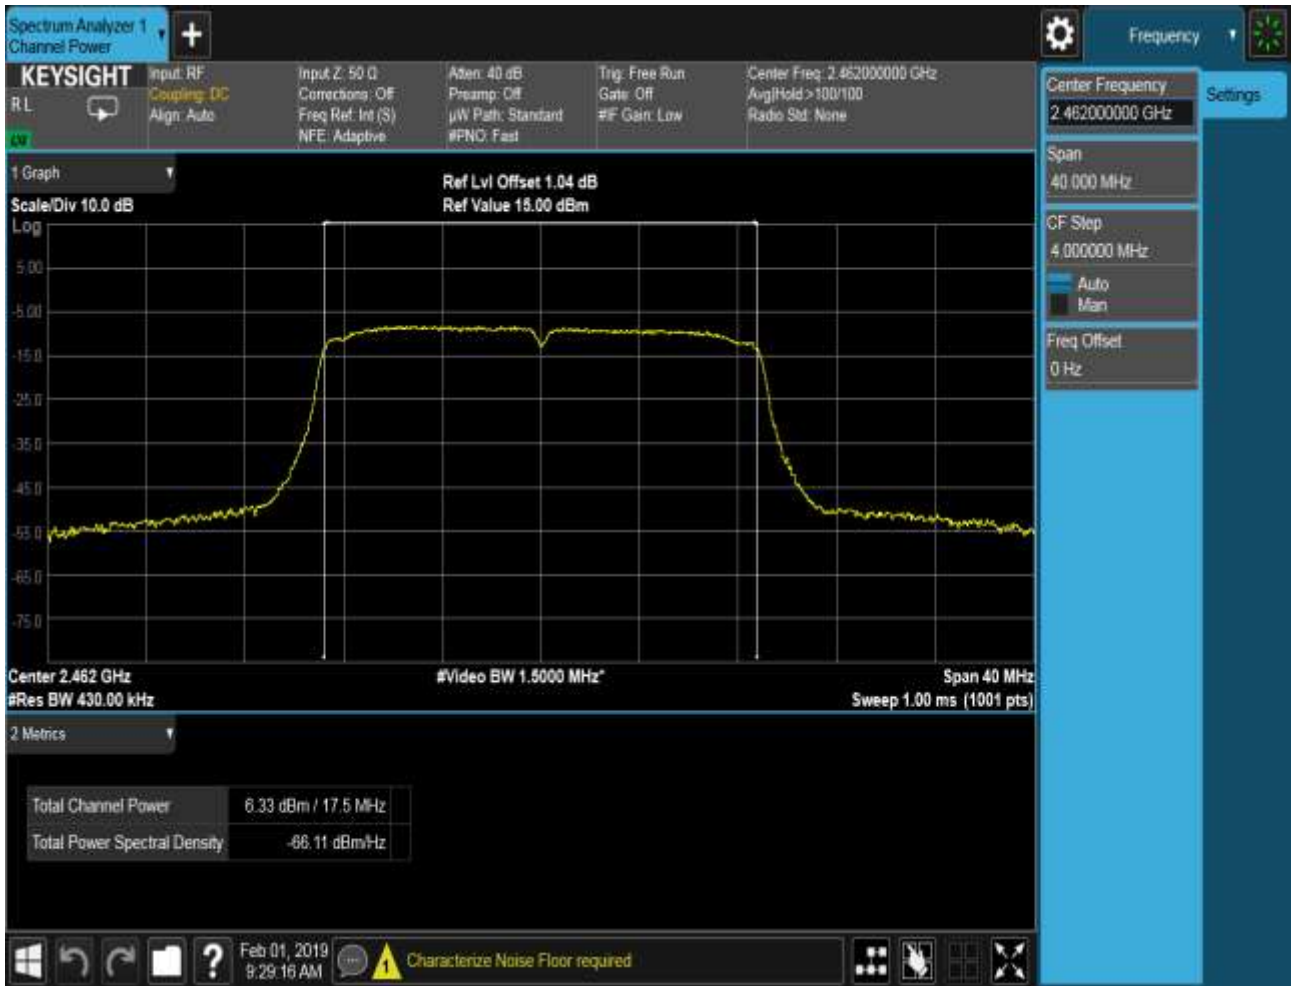 Spectrum Analyzer 1
Channel Power
+
Frequency
KEYSIGHT
R L
LXI
Input: RF
Coupling: DC
Align: Auto
Input Z: 50 Ω
Corrections: Off
Freq Ref: Int (S)
NFE: Adaptive
Atten: 40 dB
Preamp: Off
µW Path: Standard
#PNO: Fast
Trig: Free Run
Gate: Off
#IF Gain: Low
Center Freq: 2.462000000 GHz
Avg|Hold:>100/100
Radio Std: None
Center Frequency
2.462000000 GHz
Settings
Span
40.000 MHz
CF Step
4.000000 MHz
Auto
Man
Freq Offset
0 Hz
1 Graph
Scale/Div 10.0 dB
Ref Lvl Offset 1.04 dB
Ref Value 15.00 dBm
Log
5.00
-5.00
-15.0
-25.0
-35.0
-45.0
-55.0
-65.0
-75.0
Center 2.462 GHz
#Video BW 1.5000 MHz*
Span 40 MHz
#Res BW 430.00 kHz
Sweep 1.00 ms (1001 pts)
2 Metrics
Total Channel Power 6.33 dBm / 17.5 MHz
Total Power Spectral Density -66.11 dBm/Hz
?
Feb 01, 2019
9:29:16 AM
1
Characterize Noise Floor required